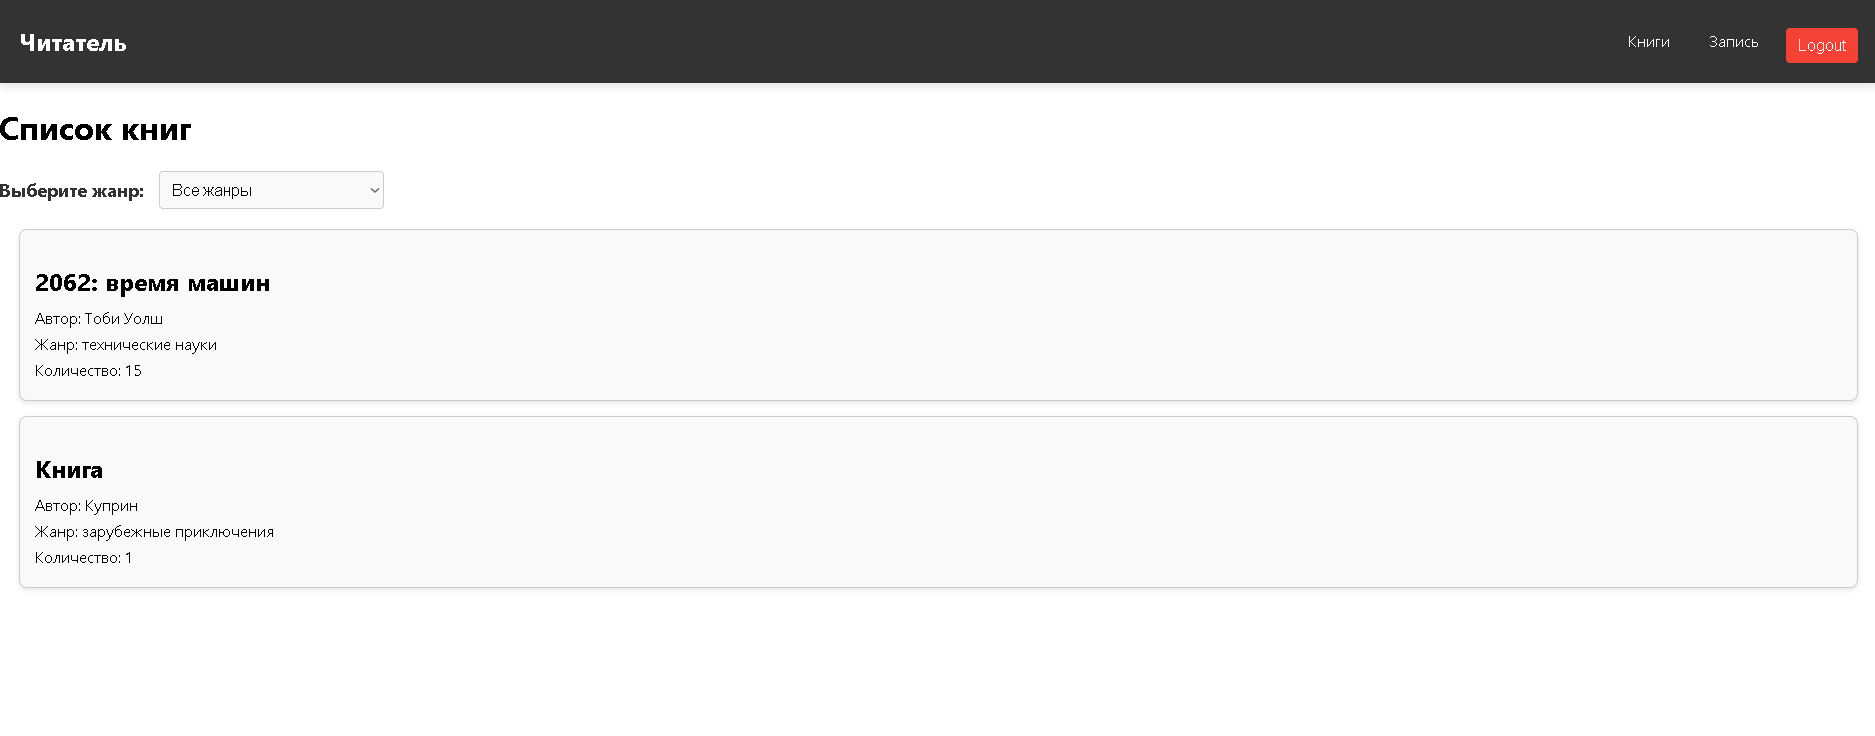 Читатель
Книги Запись Logout
Список книг
Выберите жанр: Все жанры
2062: время машин
Автор: Тоби Уолш
Жанр: технические науки
Количество: 15
Книга
Автор: Куприн
Жанр: зарубежные приключения
Количество: 1